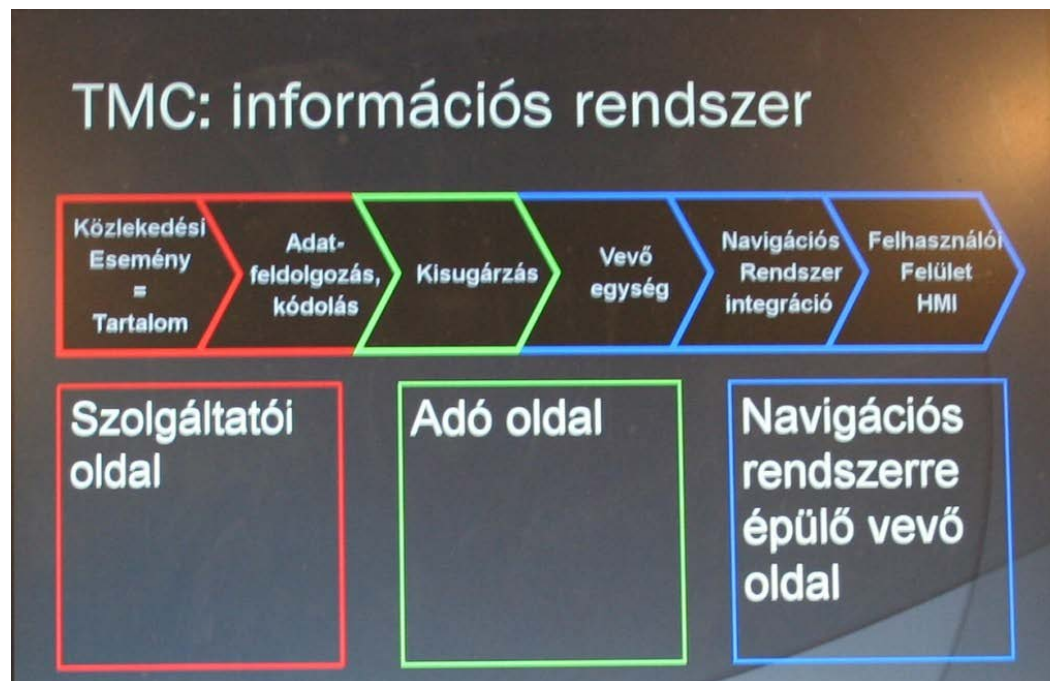 TMC: információs rendszer
Közlekedési
Esemény
=
Tartalom
Adat-
feldolgozás,
kódolás
Kisugárzás
Vevő
egység
Navigációs
Rendszer
integráció
Felhasználói
Felület
HMI
Szolgáltatói
oldal
Adó oldal
Navigációs
rendszerre
épülő vevő
oldal